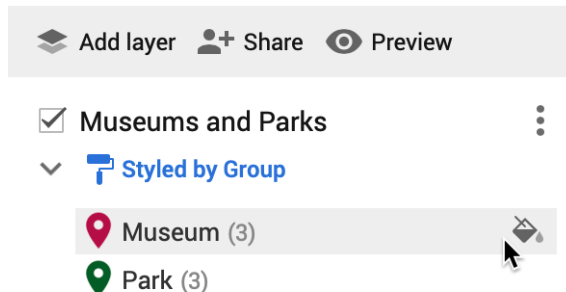 Add layer Share Preview
Museums and Parks
Styled by Group
Museum (3)
Park (3)